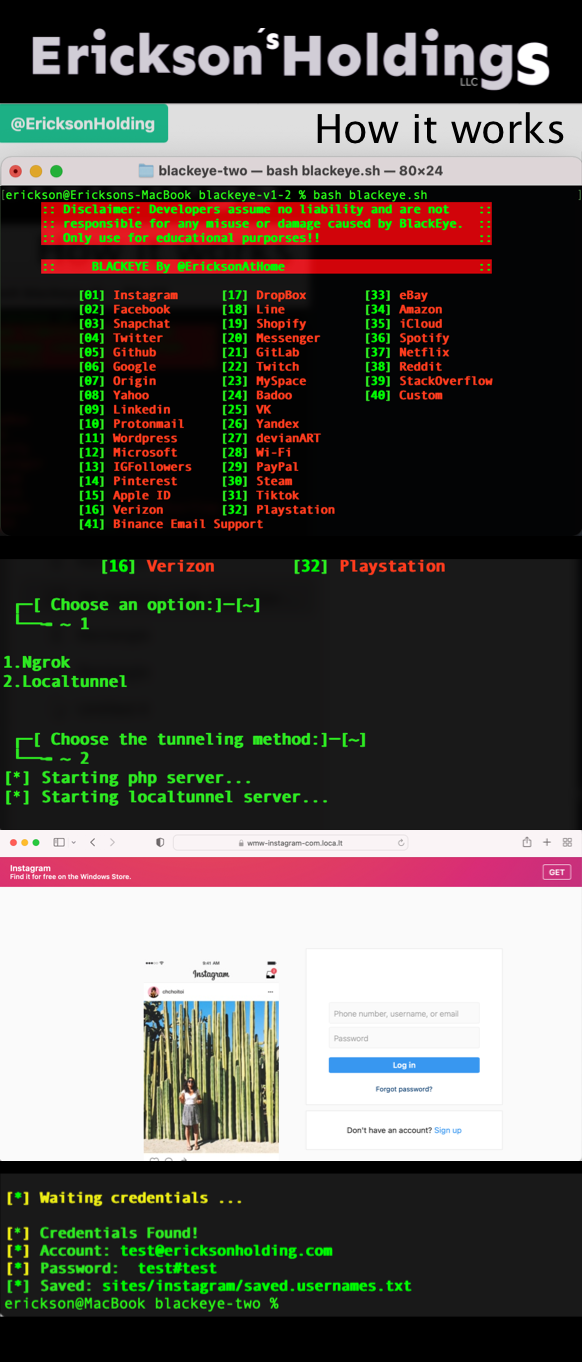 Erickson's Holdings
LLC
@EricksonHolding
How it works
blackeye-two — bash blackeye.sh — 80×24
[erickson@Ericksons-MacBook blackeye-v1-2 % bash blackeye.sh ]
:: Disclaimer: Developers assume no liability and are not ::
:: responsible for any misuse or damage caused by BlackEye. ::
:: Only use for educational purporses!! ::
:: BLACKEYE By @EricksonAtHome ::
[01] Instagram [17] DropBox [33] eBay
[02] Facebook [18] Line [34] Amazon
[03] Snapchat [19] Shopify [35] iCloud
[04] Twitter [20] Messenger [36] Spotify
[05] Github [21] GitLab [37] Netflix
[06] Google [22] Twitch [38] Reddit
[07] Origin [23] MySpace [39] StackOverflow
[08] Yahoo [24] Badoo [40] Custom
[09] Linkedin [25] VK
[10] Protonmail [26] Yandex
[11] Wordpress [27] devianART
[12] Microsoft [28] Wi-Fi
[13] IGFollowers [29] PayPal
[14] Pinterest [30] Steam
[15] Apple ID [31] Tiktok
[16] Verizon [32] Playstation
[41] Binance Email Support
[16] Verizon [32] Playstation
┌─[ Choose an option:]─[~]
└──╼ ~ 1
1.Ngrok
2.Localtunnel
┌─[ Choose the tunneling method:]─[~]
└──╼ ~ 2
[*] Starting php server...
[*] Starting localtunnel server...
wmw-instagram-com.loca.lt
Instagram
Find it for free on the Windows Store.
GET
9:41 AM
Instagram
chchoitoi
Phone number, username, or email
Password
Log in
Forgot password?
Don't have an account? Sign up
[*] Waiting credentials ...
[*] Credentials Found!
[*] Account: test@ericksonholding.com
[*] Password: test#test
[*] Saved: sites/instagram/saved.usernames.txt
erickson@MacBook blackeye-two %